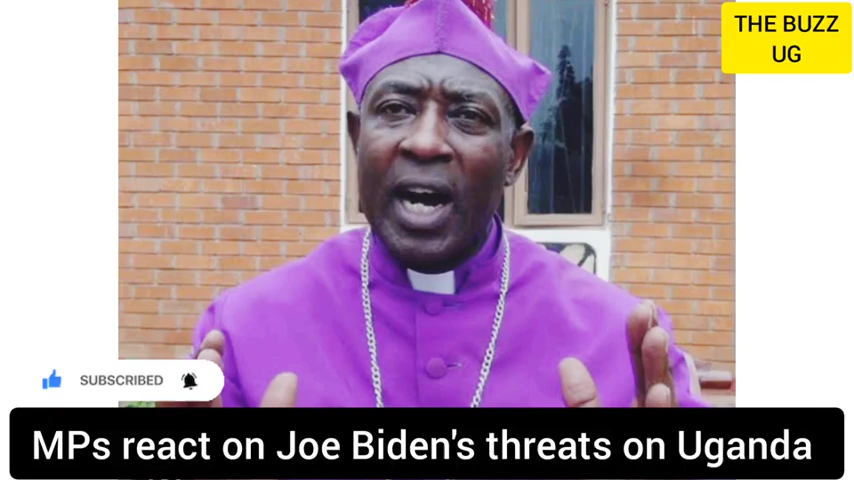 THE BUZZ
UG
SUBSCRIBED
MPs react on Joe Biden's threats on Uganda